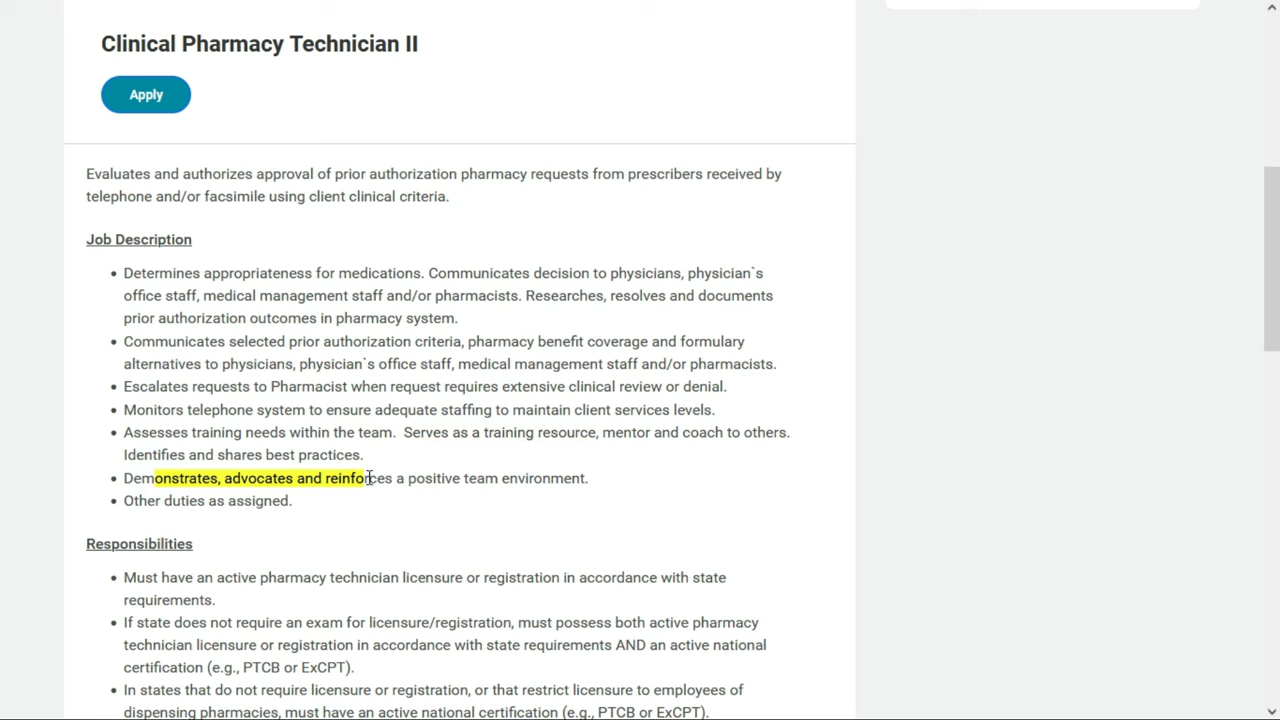 Clinical Pharmacy Technician II
Apply
Evaluates and authorizes approval of prior authorization pharmacy requests from prescribers received by
telephone and/or facsimile using client clinical criteria.
Job Description
• Determines appropriateness for medications. Communicates decision to physicians, physician`s
office staff, medical management staff and/or pharmacists. Researches, resolves and documents
prior authorization outcomes in pharmacy system.
• Communicates selected prior authorization criteria, pharmacy benefit coverage and formulary
alternatives to physicians, physician`s office staff, medical management staff and/or pharmacists.
• Escalates requests to Pharmacist when request requires extensive clinical review or denial.
• Monitors telephone system to ensure adequate staffing to maintain client services levels.
• Assesses training needs within the team.  Serves as a training resource, mentor and coach to others.
Identifies and shares best practices.
• Demonstrates, advocates and reinforces a positive team environment.
• Other duties as assigned.
Responsibilities
• Must have an active pharmacy technician licensure or registration in accordance with state
requirements.
• If state does not require an exam for licensure/registration, must possess both active pharmacy
technician licensure or registration in accordance with state requirements AND an active national
certification (e.g., PTCB or ExCPT).
• In states that do not require licensure or registration, or that restrict licensure to employees of
dispensing pharmacies, must have an active national certification (e.g., PTCB or ExCPT).